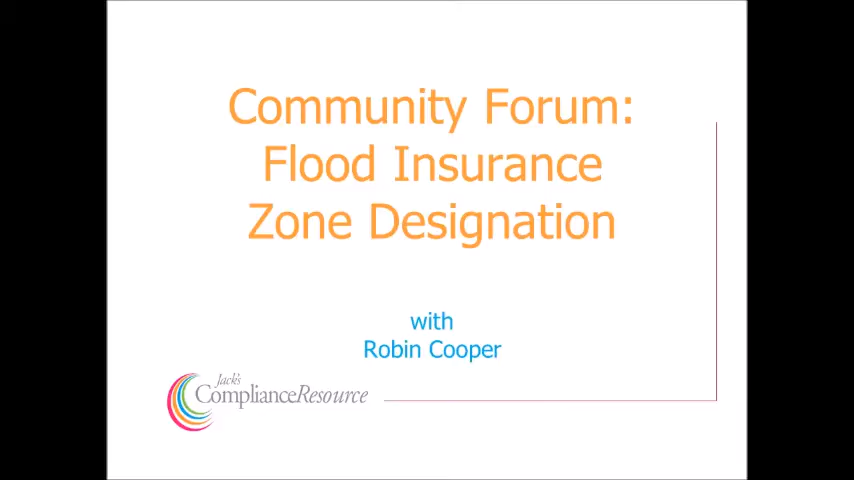 Community Forum:
Flood Insurance
Zone Designation
with
Robin Cooper
Jack's
ComplianceResource